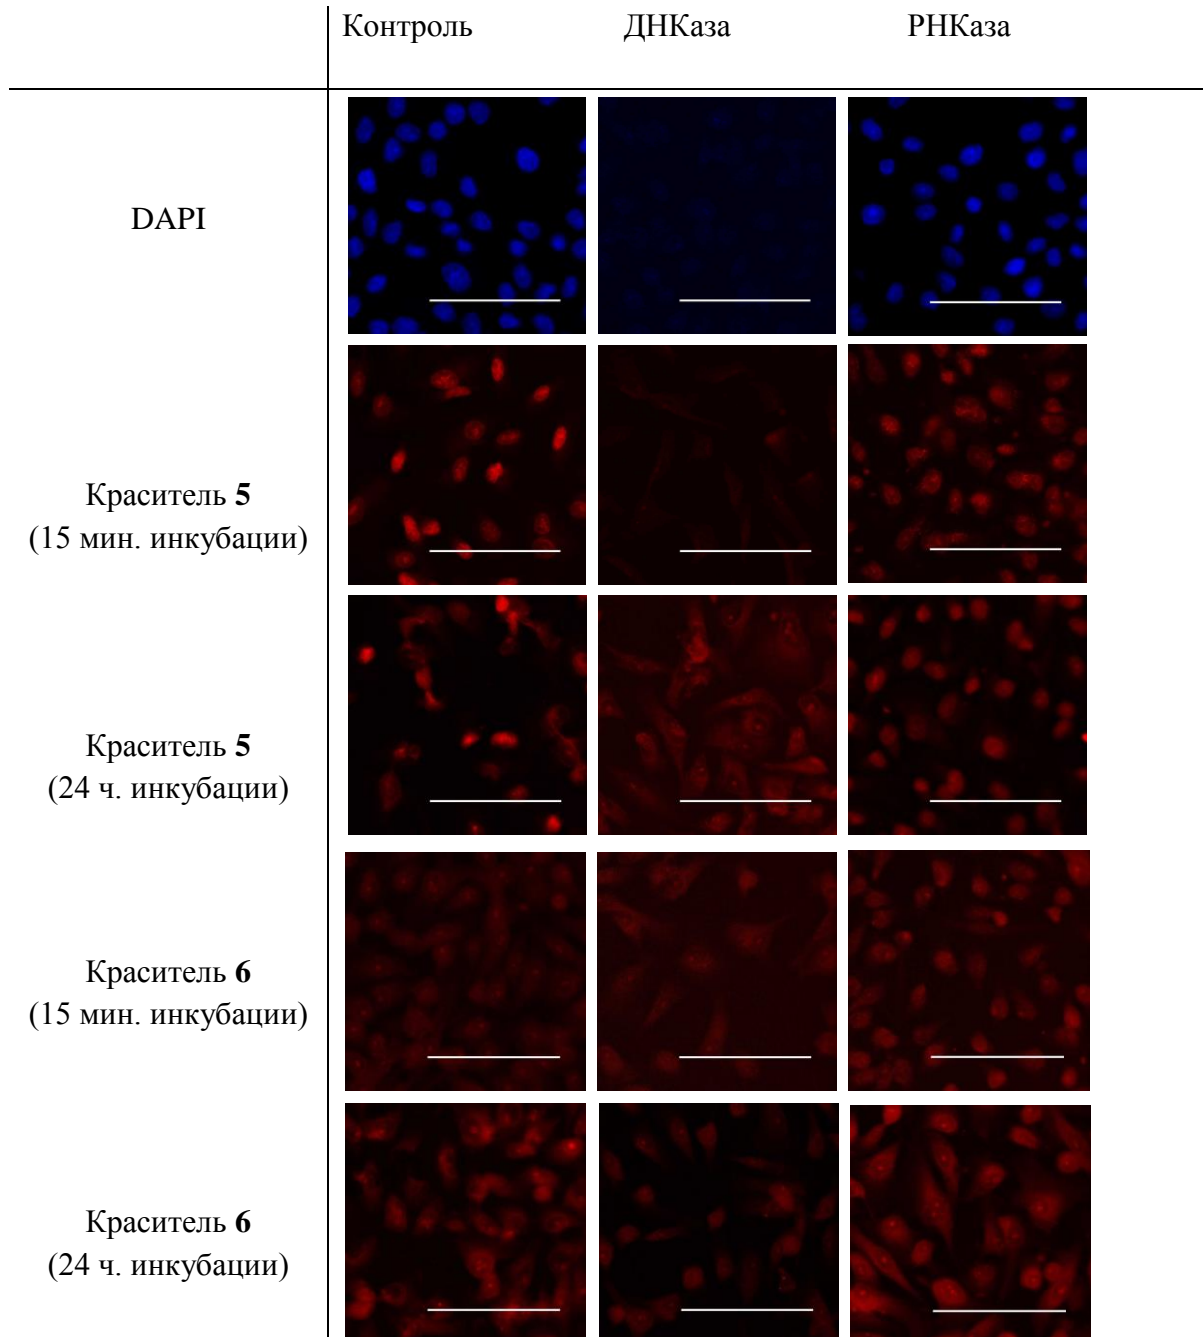 Контроль ДНКаза РНКаза
DAPI
Краситель 5
(15 мин. инкубации)
Краситель 5
(24 ч. инкубации)
Краситель 6
(15 мин. инкубации)
Краситель 6
(24 ч. инкубации)